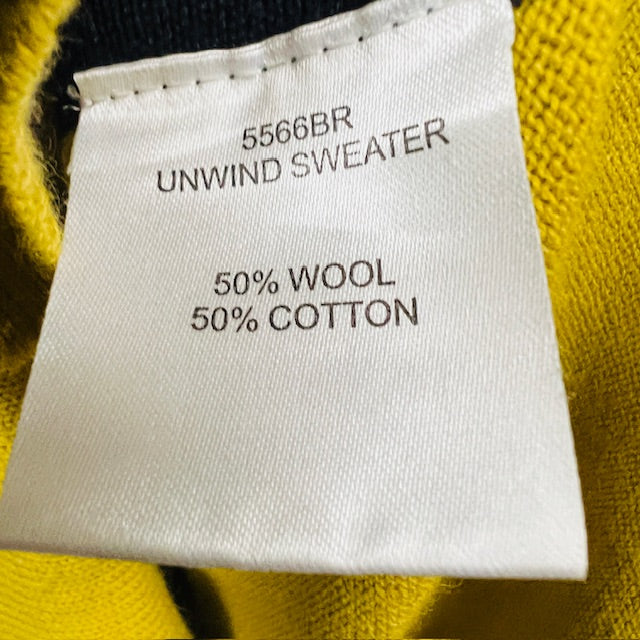 5566BR
UNWIND SWEATER
50% WOOL
50% COTTON